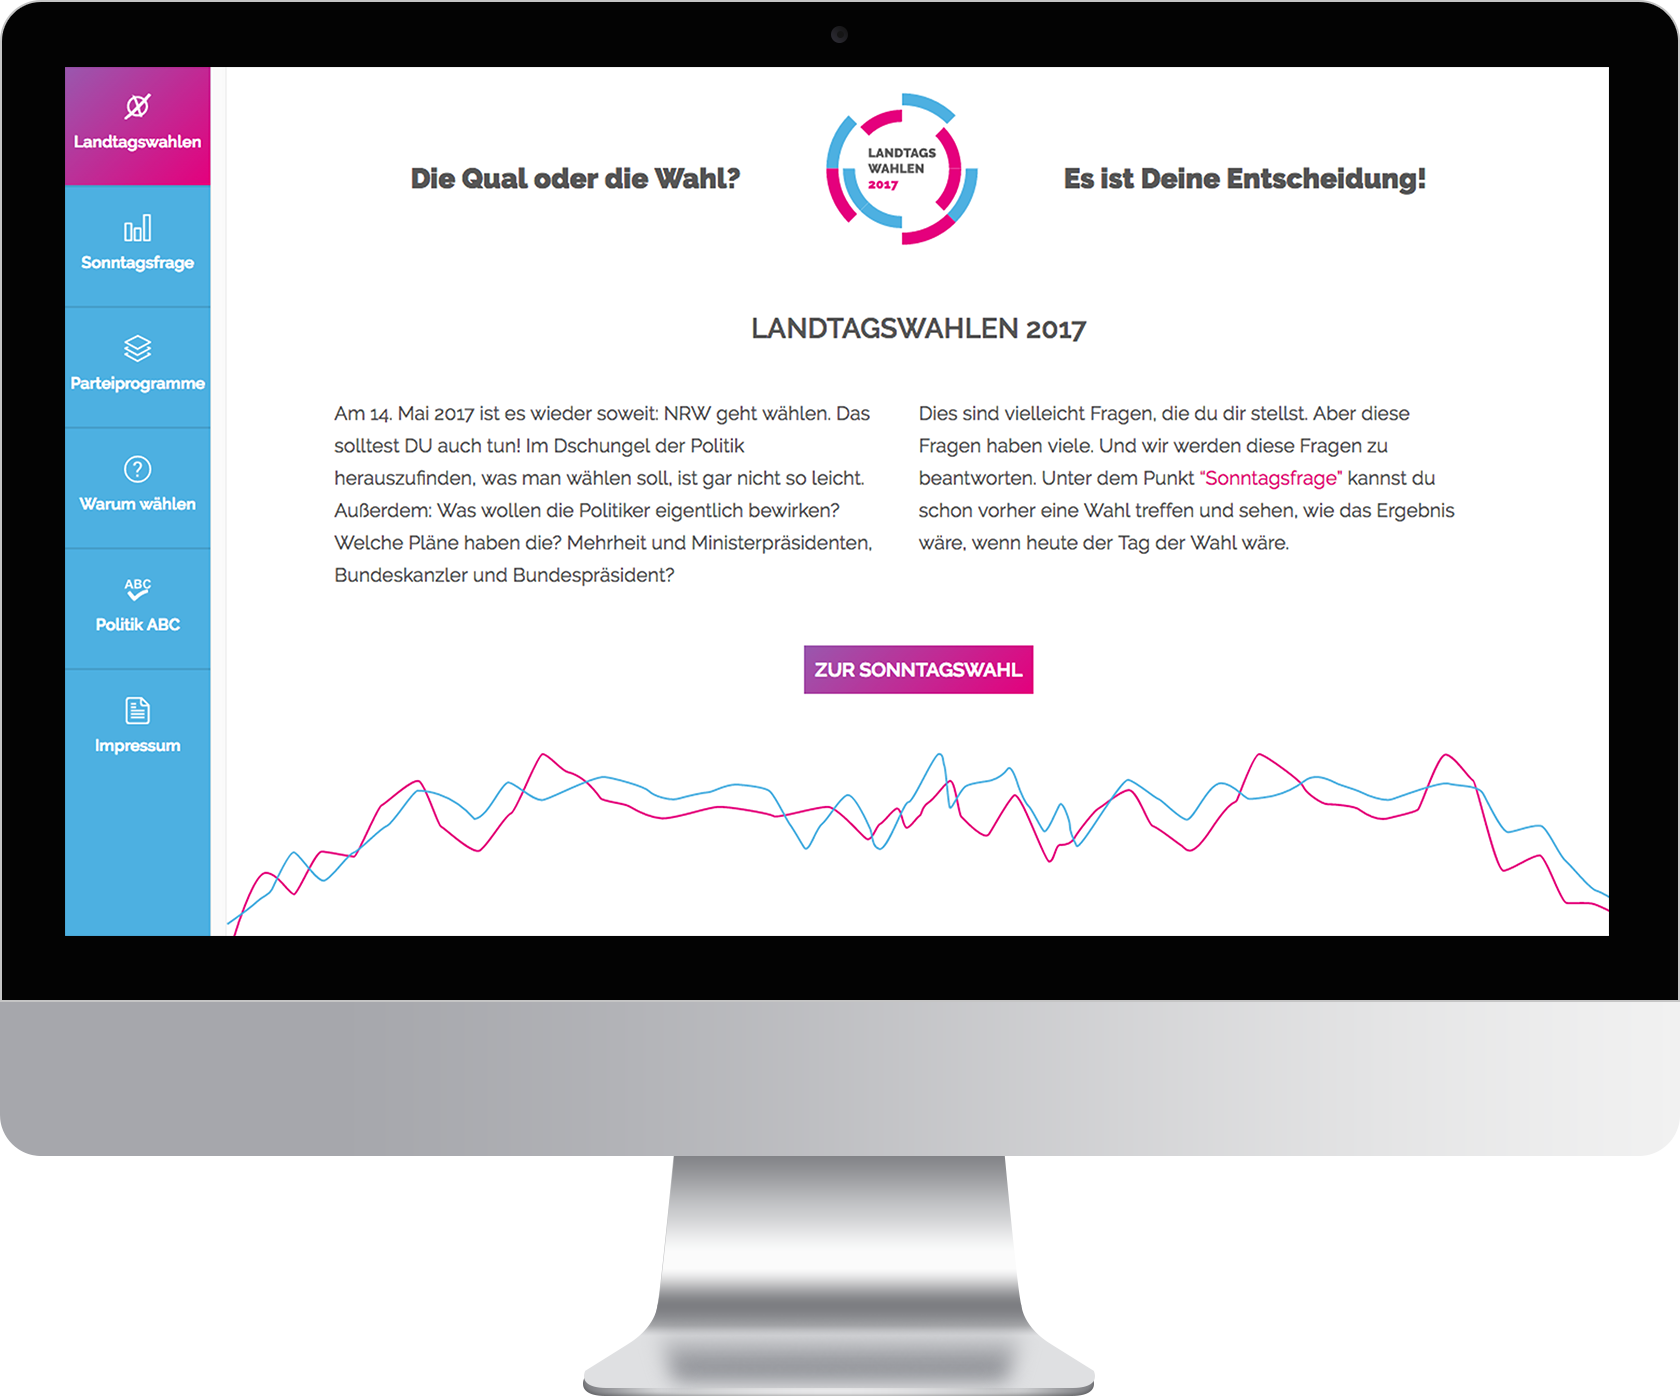 Landtagswahlen
Sonntagsfrage
Parteiprogramme
Warum wählen
ABC
Politik ABC
Impressum
Die Qual oder die Wahl?
LANDTAGS
WAHLEN
2017
Es ist Deine Entscheidung!
LANDTAGSWAHLEN 2017
Am 14. Mai 2017 ist es wieder soweit: NRW geht wählen. Das
solltest DU auch tun! Im Dschungel der Politik
herauszufinden, was man wählen soll, ist gar nicht so leicht.
Außerdem: Was wollen die Politiker eigentlich bewirken?
Welche Pläne haben die? Mehrheit und Ministerpräsidenten,
Bundeskanzler und Bundespräsident?
Dies sind vielleicht Fragen, die du dir stellst. Aber diese
Fragen haben viele. Und wir werden diese Fragen zu
beantworten. Unter dem Punkt “Sonntagsfrage” kannst du
schon vorher eine Wahl treffen und sehen, wie das Ergebnis
wäre, wenn heute der Tag der Wahl wäre.
ZUR SONNTAGSWAHL